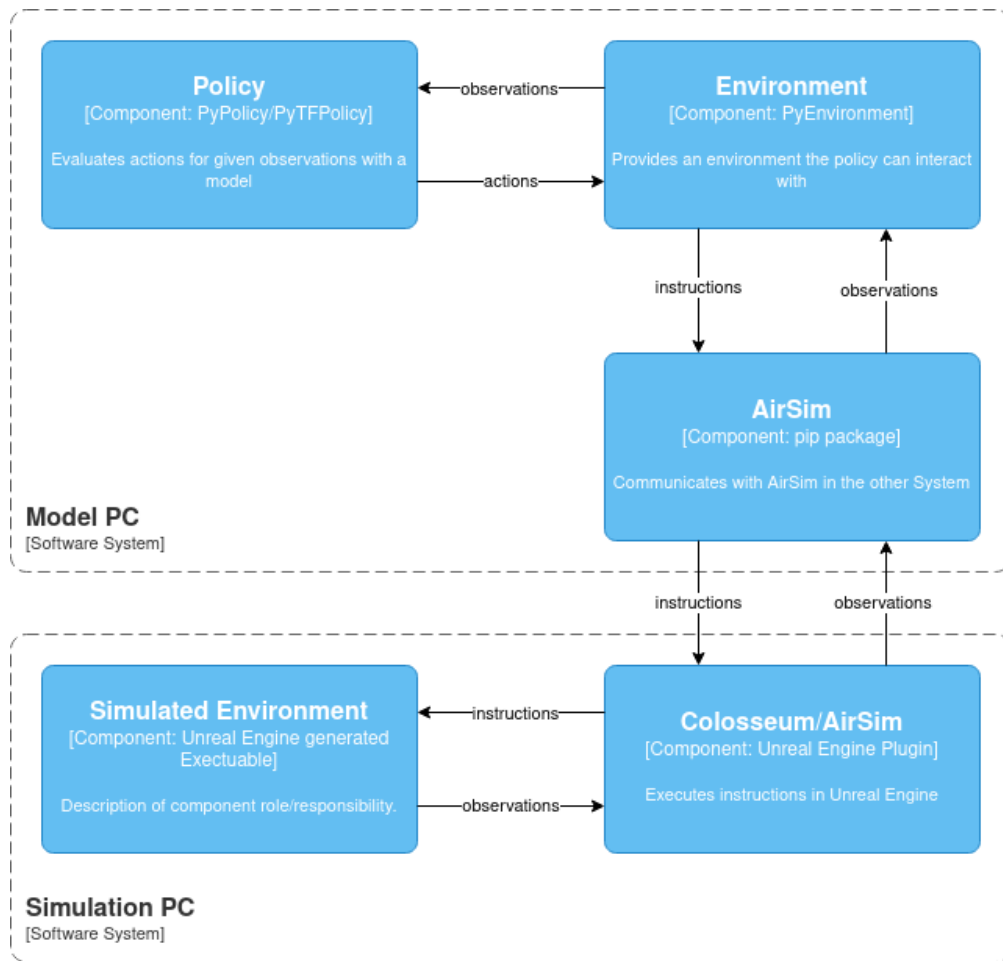 Policy
[Component: PyPolicy/PyTFPolicy]
Evaluates actions for given observations with a
model
observations
actions
Environment
[Component: PyEnvironment]
Provides an environment the policy can interact
with
instructions
observations
AirSim
[Component: pip package]
Communicates with AirSim in the other System
Model PC
[Software System]
instructions
observations
Simulated Environment
[Component: Unreal Engine generated
Exectuable]
Description of component role/responsibility.
instructions
observations
Colosseum/AirSim
[Component: Unreal Engine Plugin]
Executes instructions in Unreal Engine
Simulation PC
[Software System]